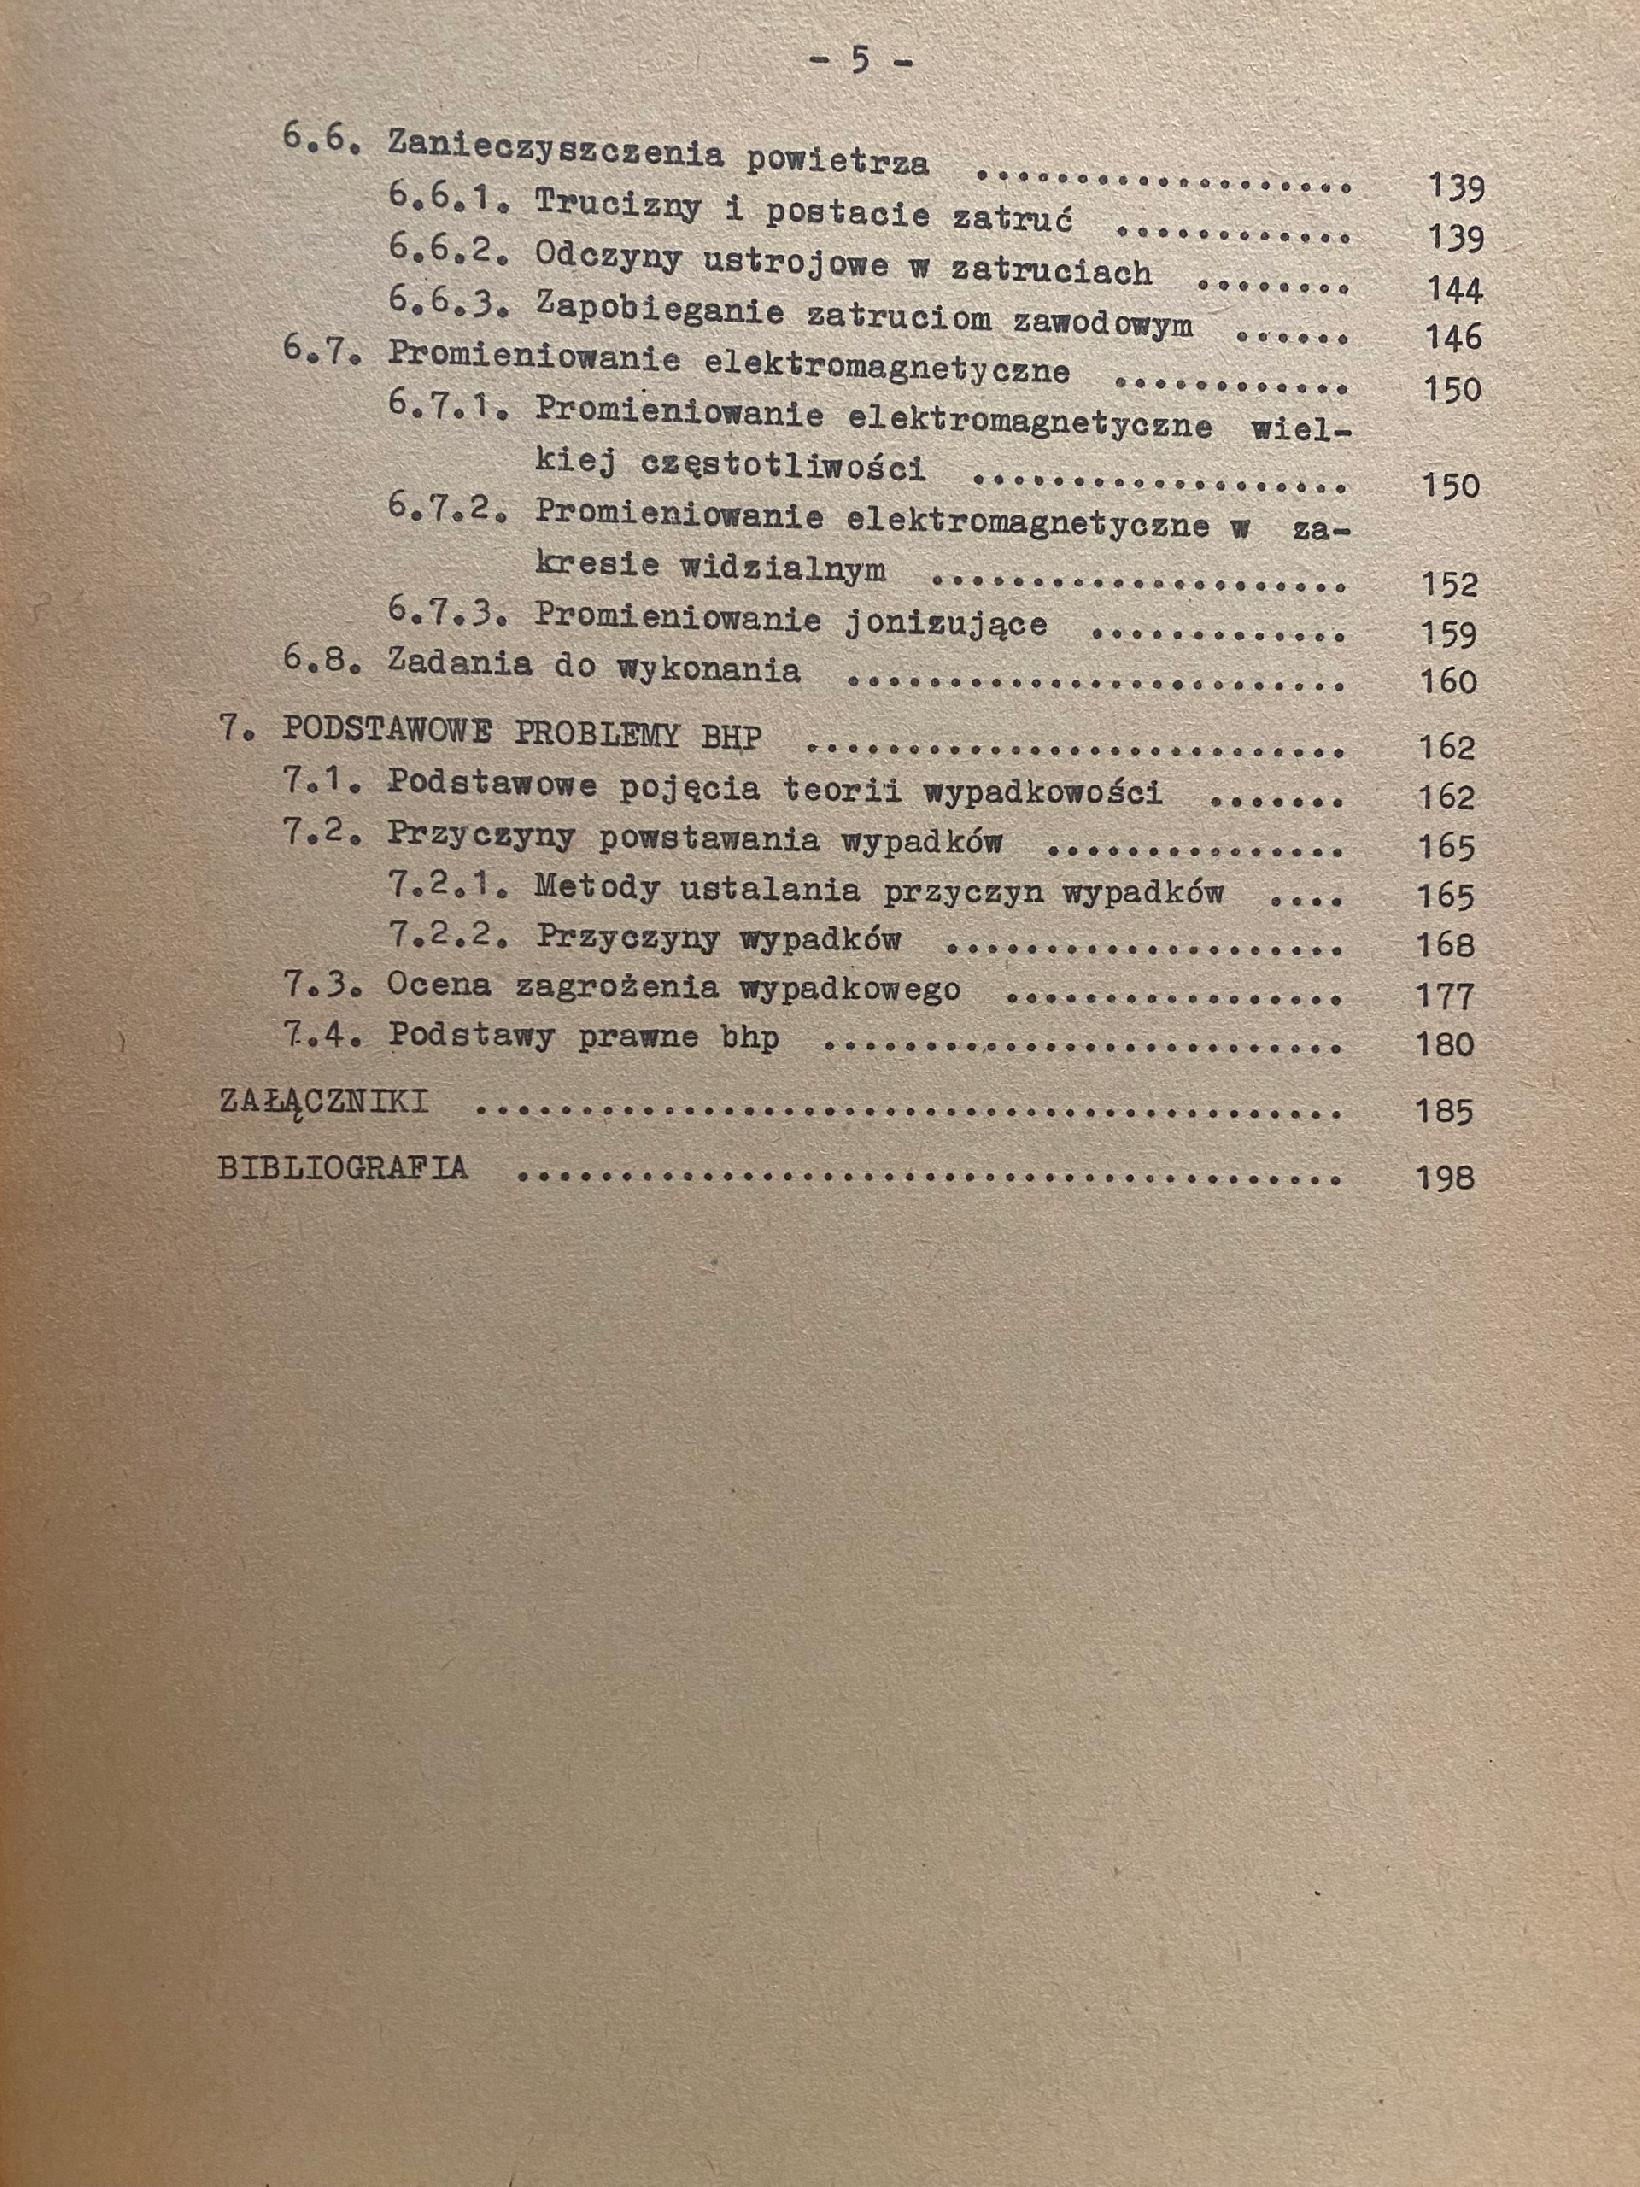 - 5 -
6.6. Zanieczyszczenia powietrza ................... 139
6.6.1. Trucizny i postacie zatruć ............ 139
6.6.2. Odczyny ustrojowe w zatruciach ........ 144
6.6.3. Zapobieganie zatruciom zawodowym ...... 146
6.7. Promieniowanie elektromagnetyczne ............ 150
6.7.1. Promieniowanie elektromagnetyczne wiel-
kiej częstotliwości ................... 150
6.7.2. Promieniowanie elektromagnetyczne w za-
kresie widzialnym ..................... 152
6.7.3. Promieniowanie jonizujące ............. 159
6.8. Zadania do wykonania ......................... 160
7. PODSTAWOWE PROBLEMY BHP ........................... 162
7.1. Podstawowe pojęcia teorii wypadkowości ....... 162
7.2. Przyczyny powstawania wypadków ............... 165
7.2.1. Metody ustalania przyczyn wypadków .... 165
7.2.2. Przyczyny wypadków .................... 168
7.3. Ocena zagrożenia wypadkowego ................. 177
7.4. Podstawy prawne bhp .......................... 180
ZAŁĄCZNIKI ........................................... 185
BIBLIOGRAFIA ......................................... 198